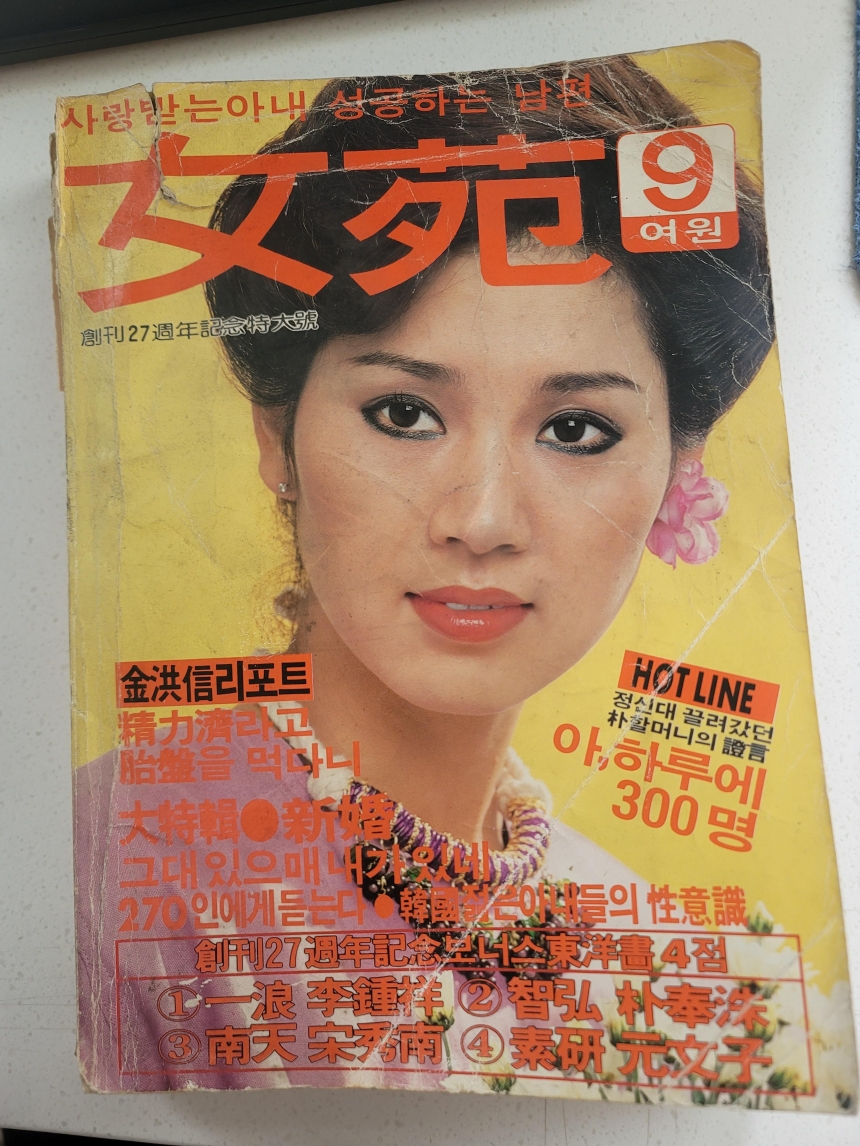 사랑받는아내 성공하는 남편
女苑
9
여원
創刊27週年記念特大號
金洪信리포트
精力濟라고
胎盤을 먹다니
大特輯●新婚
그대 있으매 내가 있네
270인에게 듣는다●韓國젊은아내들의 性意識
HOT LINE
정신대 끌려갔던
朴할머니의 證言
아, 하루에
300명
創刊27週年記念보너스東洋畵4점
①一浪 李鍾祥 ②智弘 朴奉洙
③南天 宋秀南 ④素研 元文子